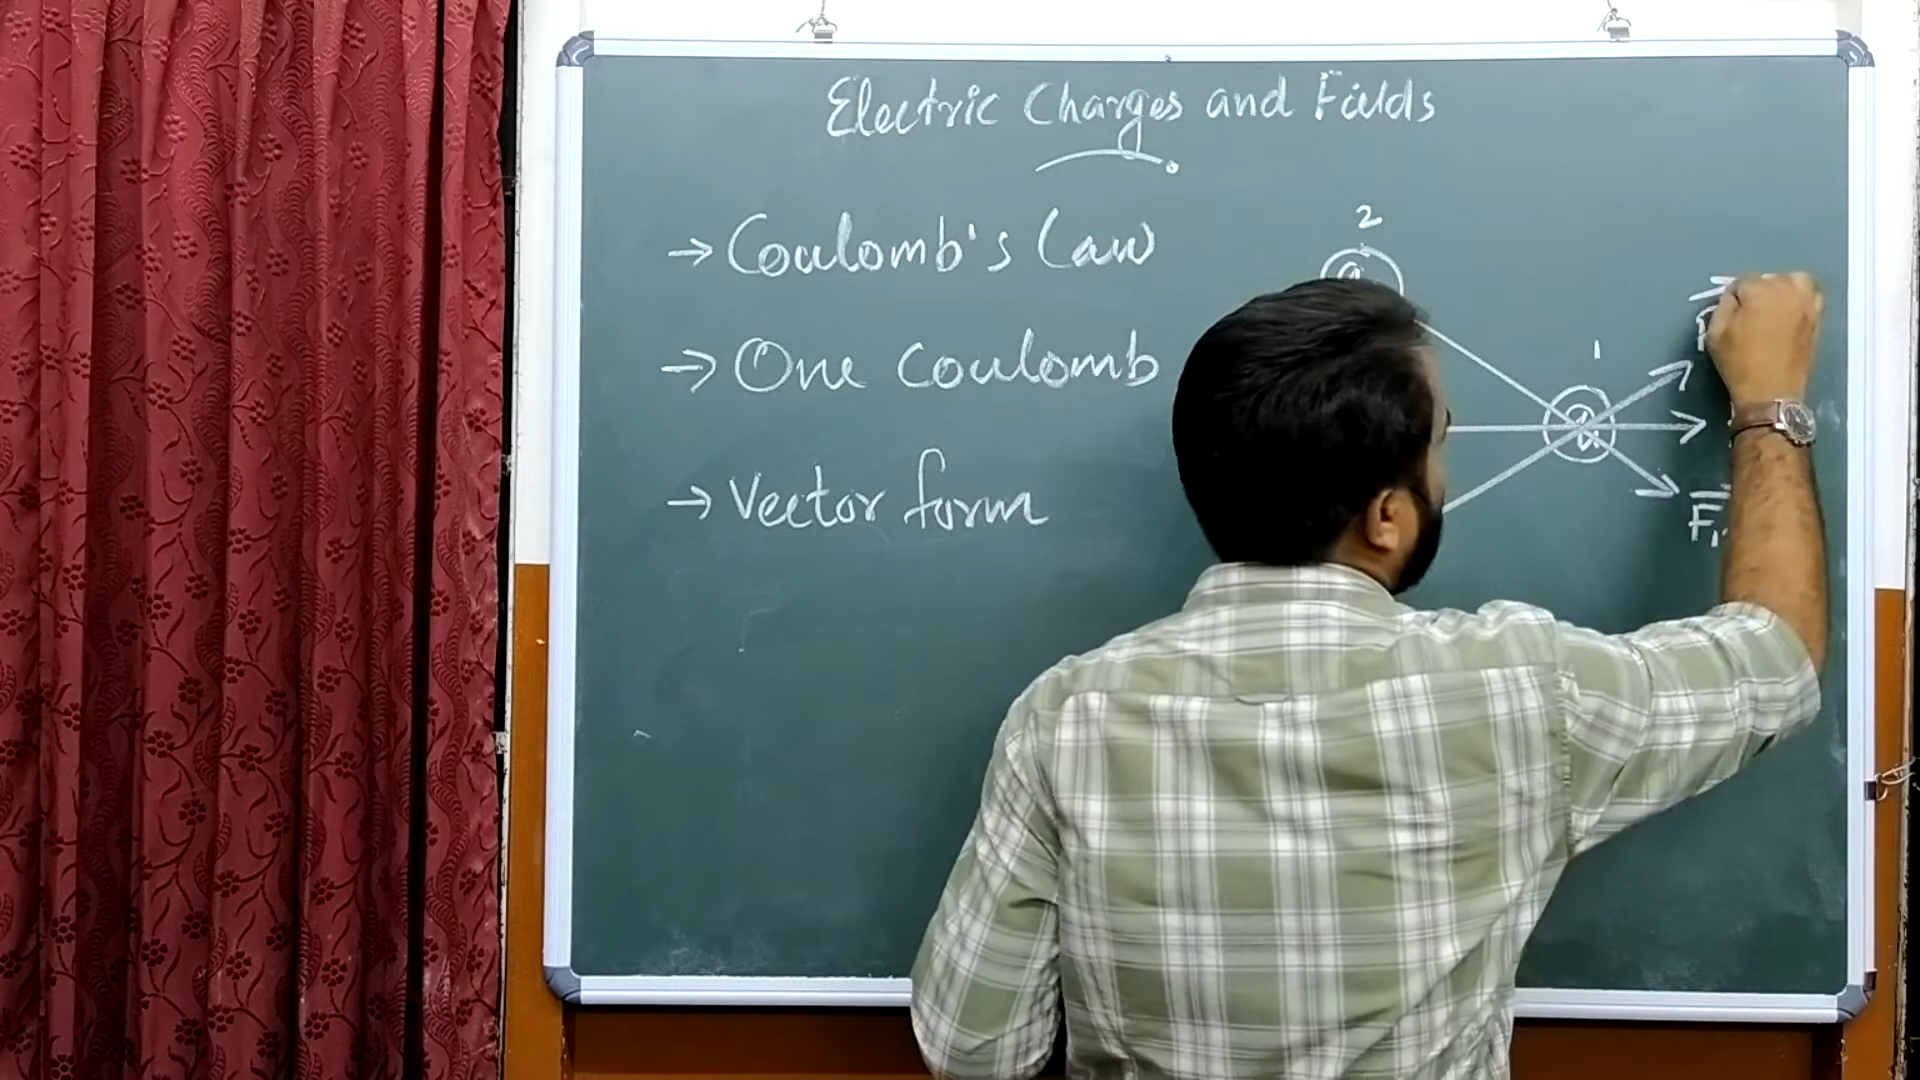 Electric Charges and Fields
→ Coulomb's Law
→ One Coulomb
→ Vector form
2
1